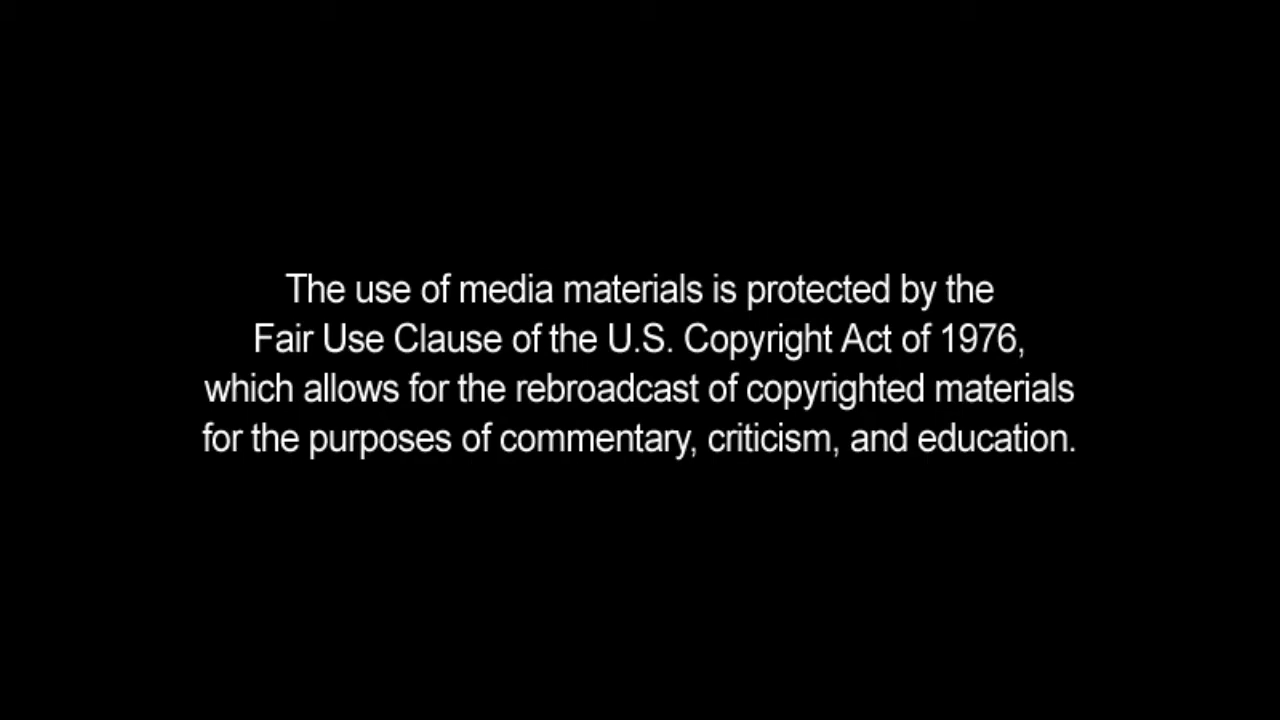 The use of media materials is protected by the
Fair Use Clause of the U.S. Copyright Act of 1976,
which allows for the rebroadcast of copyrighted materials
for the purposes of commentary, criticism, and education.